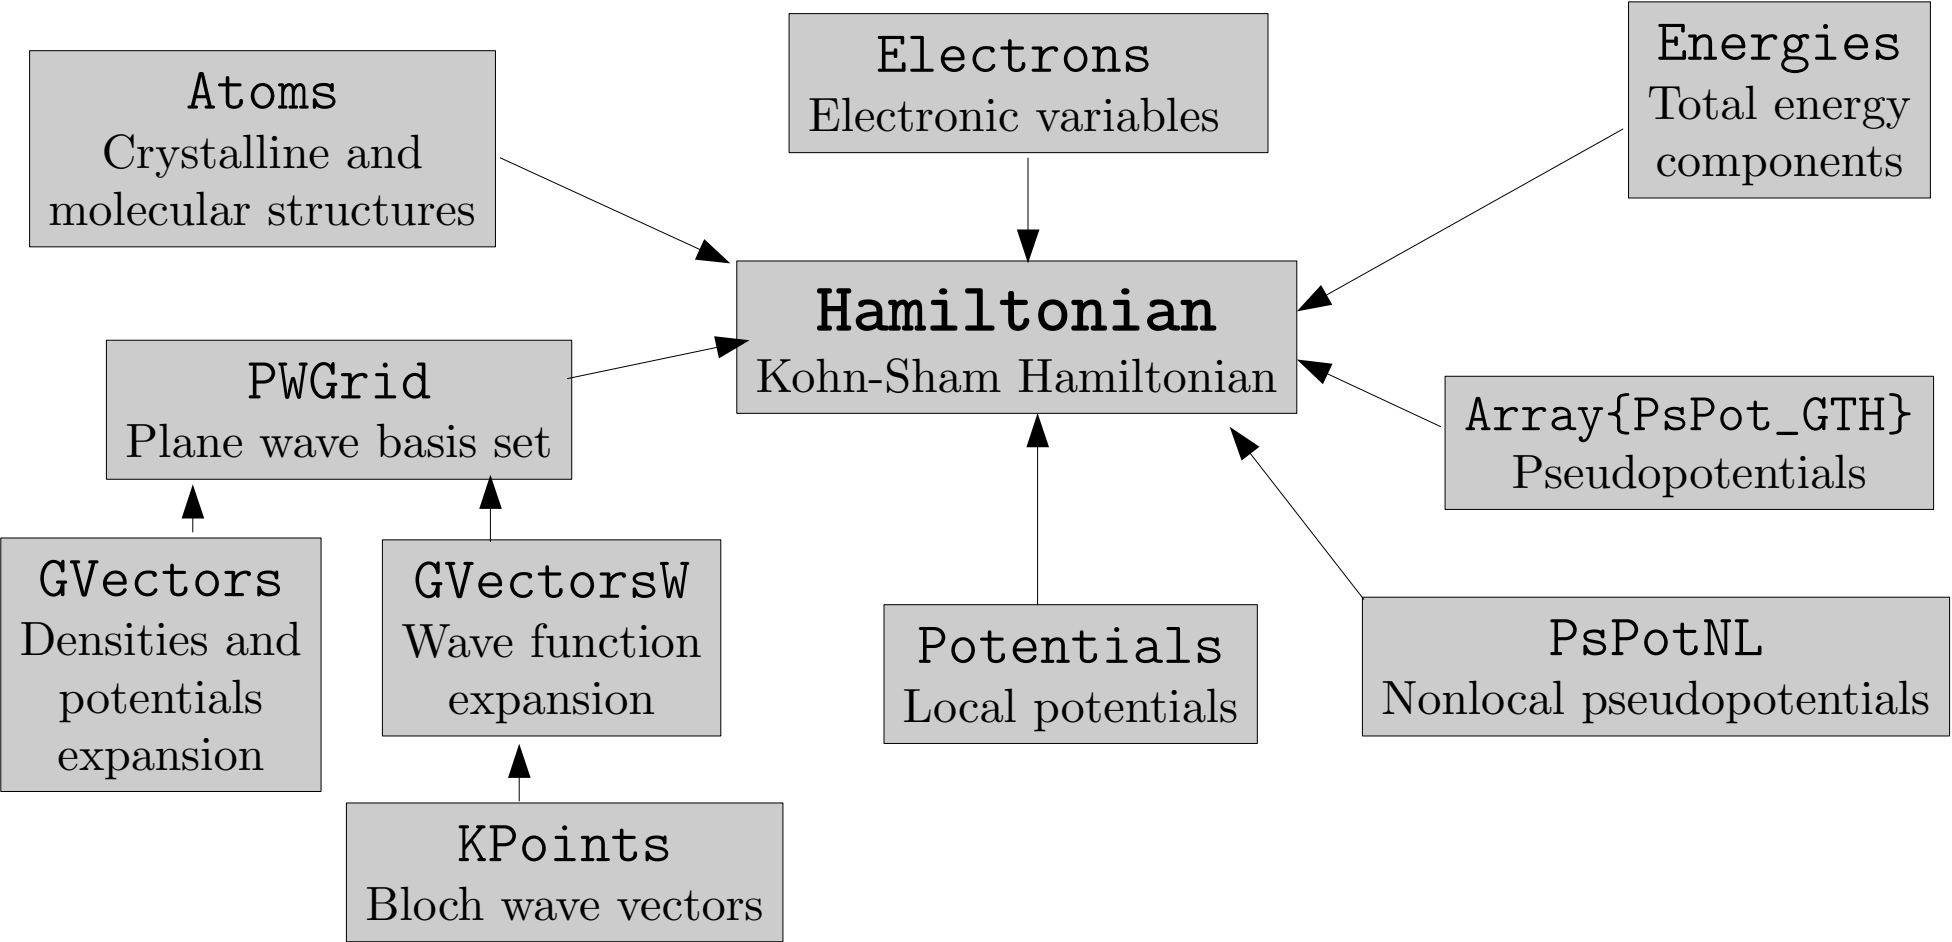 Atoms
Crystalline and
molecular structures
Electrons
Electronic variables
Energies
Total energy
components
Hamiltonian
Kohn-Sham Hamiltonian
PWGrid
Plane wave basis set
Array{PsPot_GTH}
Pseudopotentials
GVectors
Densities and
potentials
expansion
GVectorsW
Wave function
expansion
Potentials
Local potentials
PsPotNL
Nonlocal pseudopotentials
KPoints
Bloch wave vectors